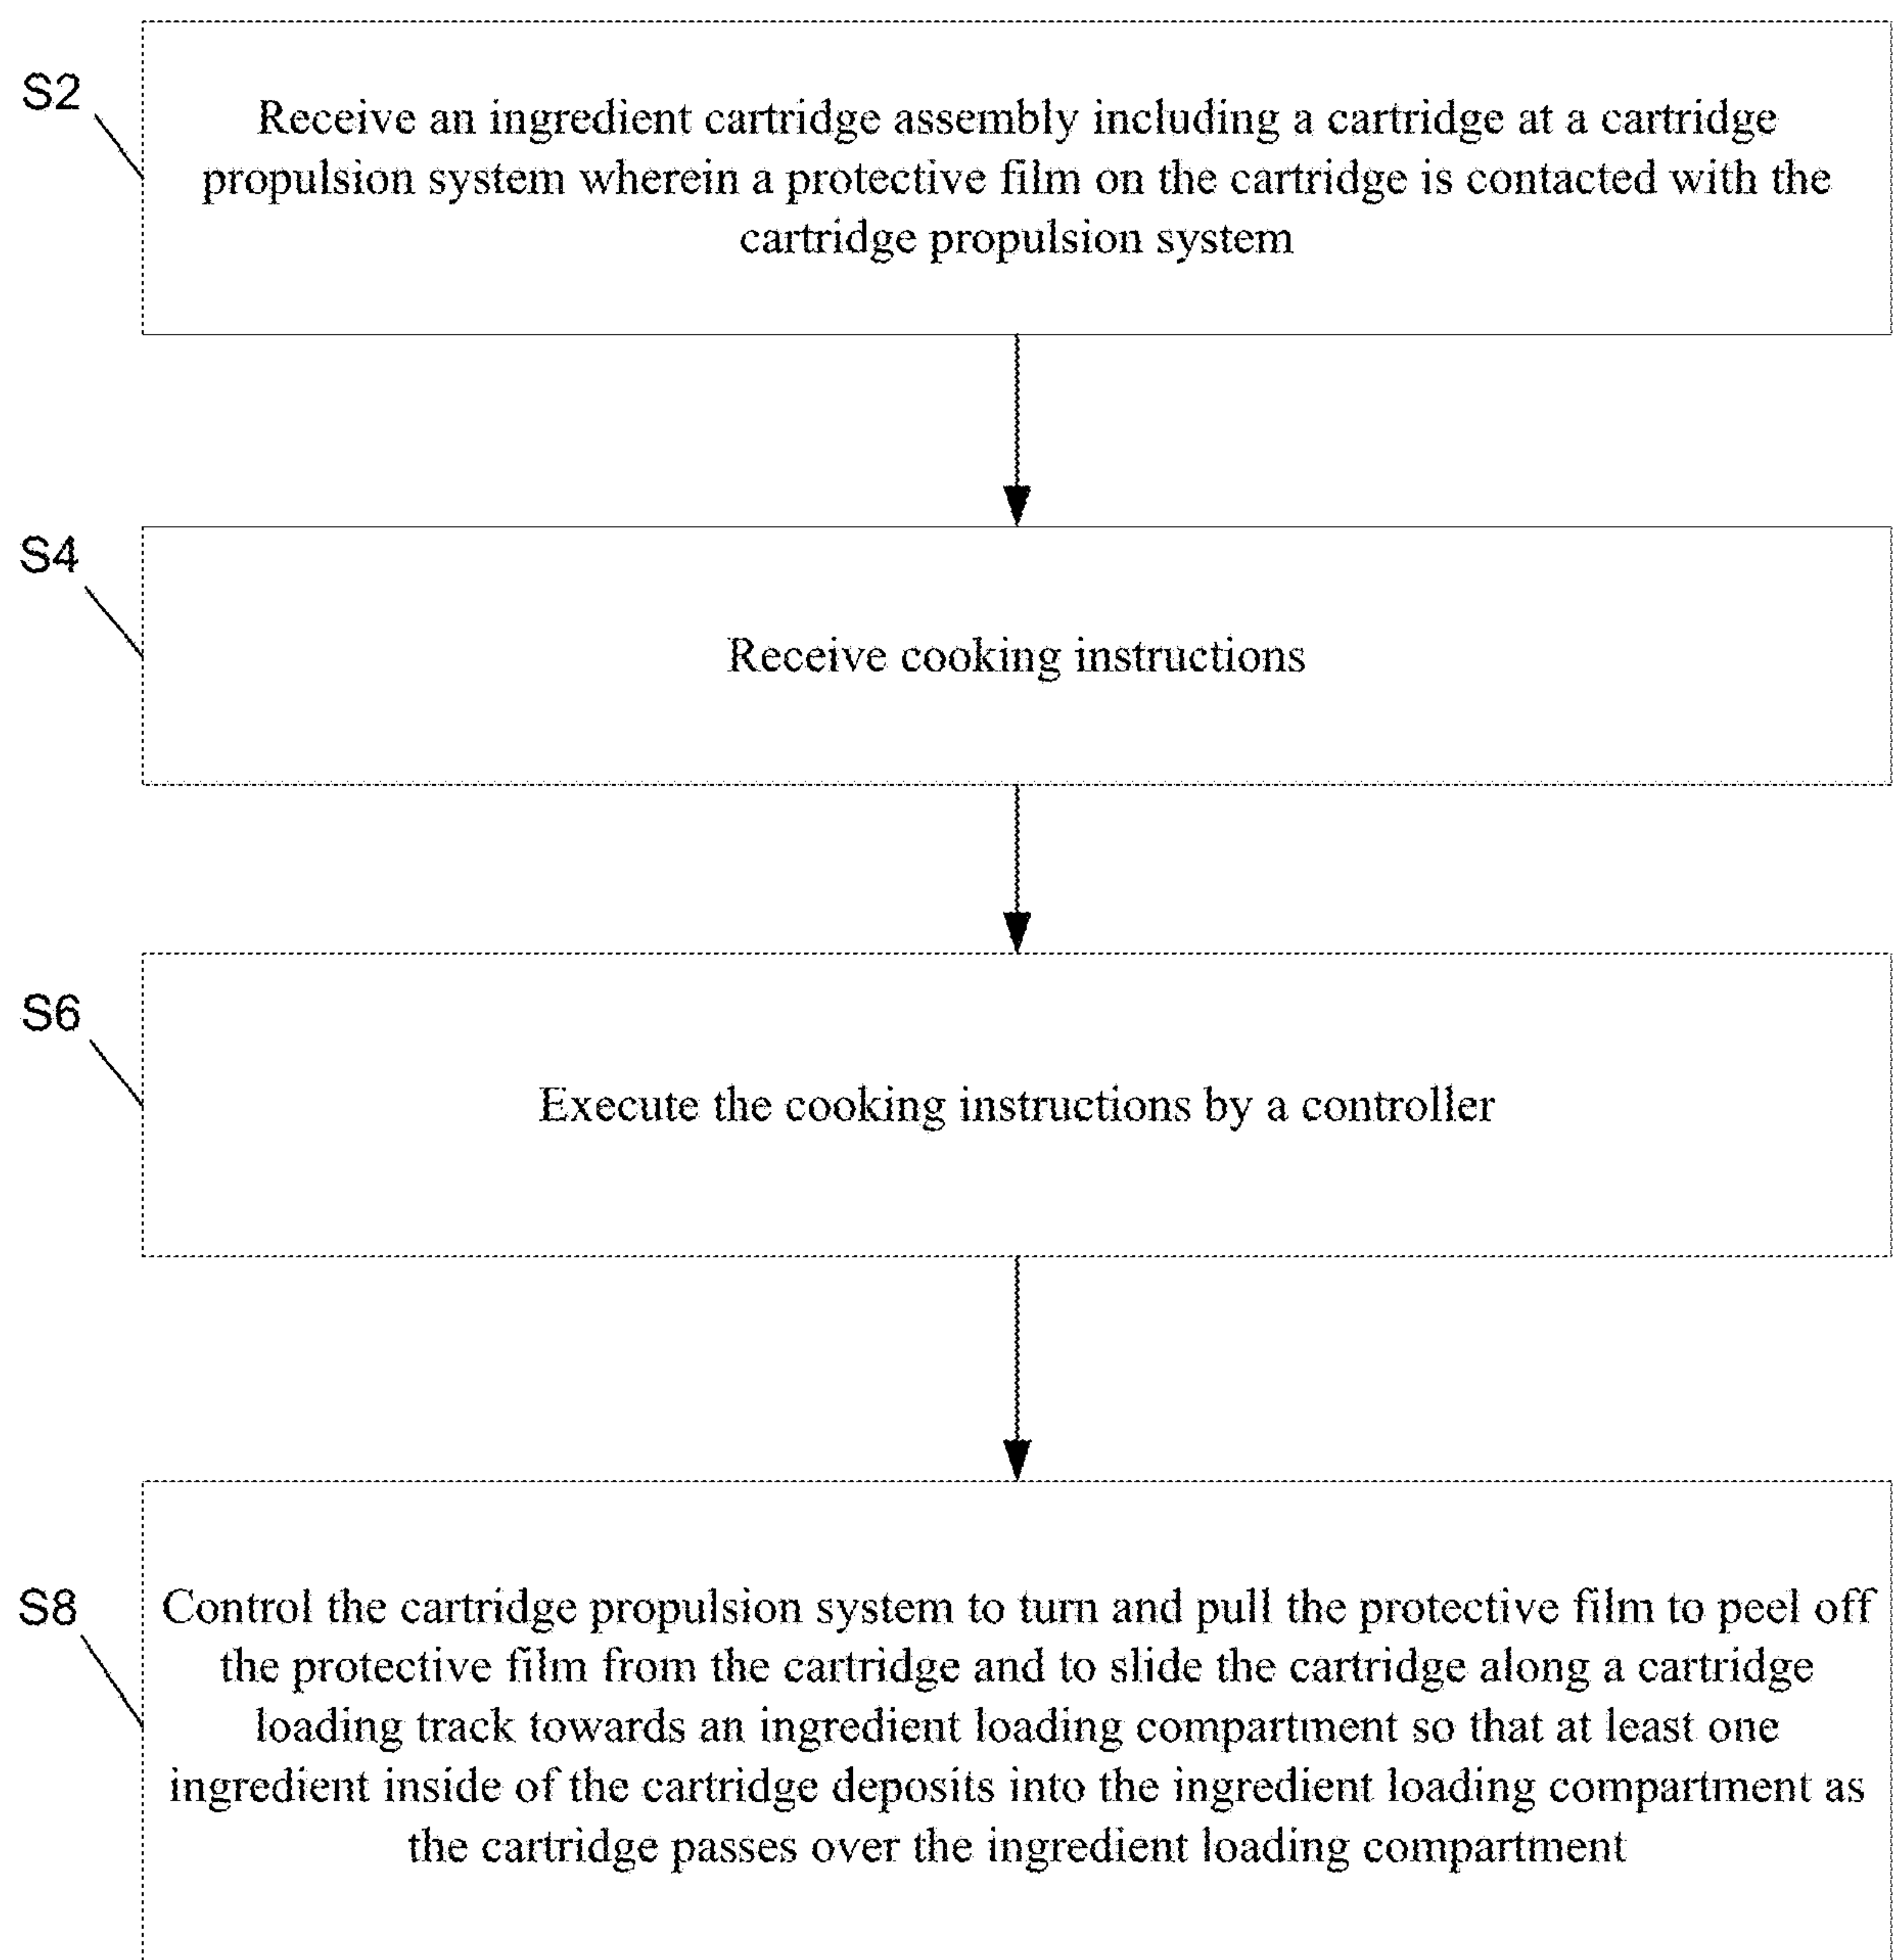 S2
Receive an ingredient cartridge assembly including a cartridge at a cartridge
propulsion system wherein a protective film on the cartridge is contacted with the
cartridge propulsion system
S4
Receive cooking instructions
S6
Execute the cooking instructions by a controller
S8
Control the cartridge propulsion system to turn and pull the protective film to peel off
the protective film from the cartridge and to slide the cartridge along a cartridge
loading track towards an ingredient loading compartment so that at least one
ingredient inside of the cartridge deposits into the ingredient loading compartment as
the cartridge passes over the ingredient loading compartment